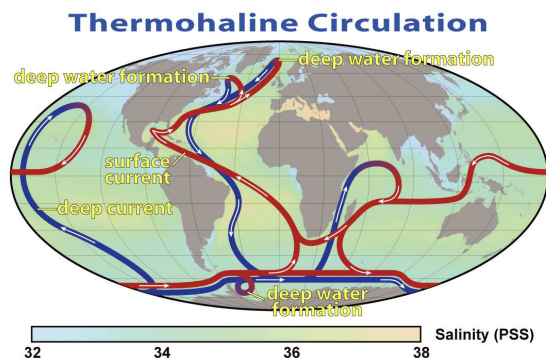 Thermohaline Circulation
deep water formation
deep water formation
surface
current
deep current
deep water
formation
32
34
36
38
Salinity (PSS)